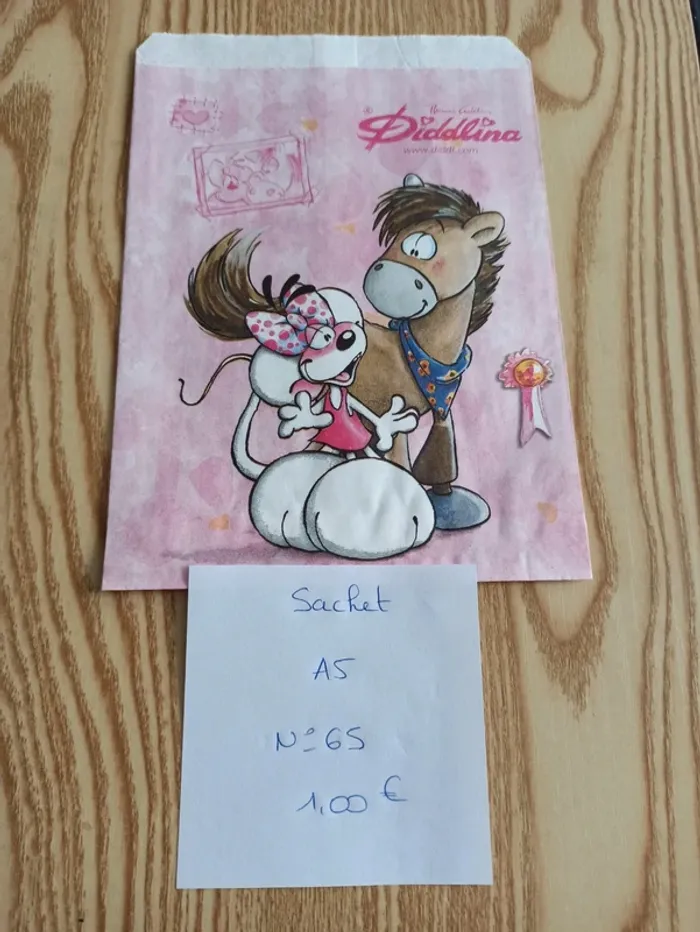 Diddlina
www.diddl.com
Sachet
A5
N° 65
1,00 €